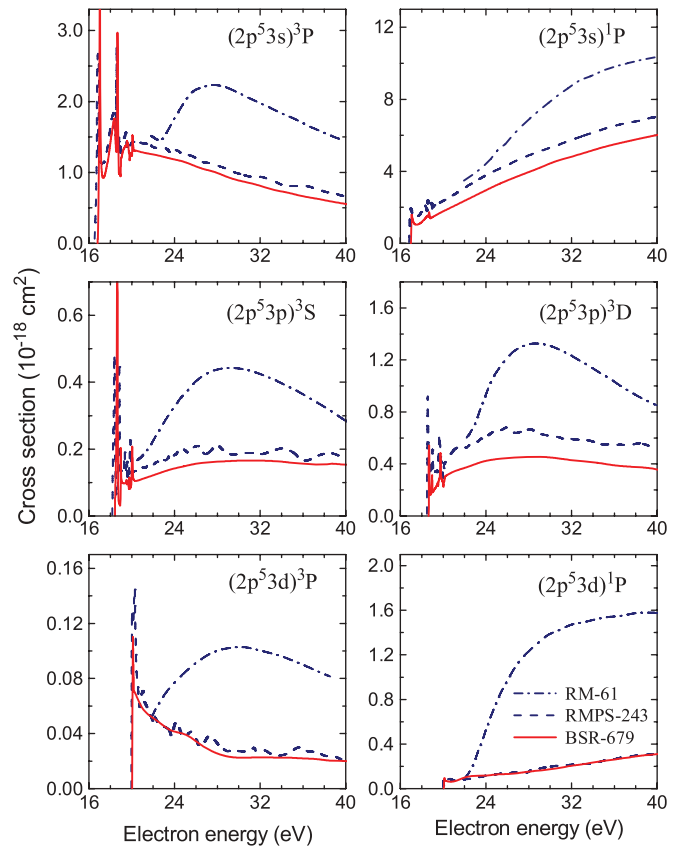 (2p⁵3s)³P
3.0
2.0
1.0
0.0
16 24 32 40
(2p⁵3s)¹P
12
8
4
0
16 24 32 40
Cross section (10⁻¹⁸ cm²)
(2p⁵3p)³S
0.6
0.4
0.2
0.0
16 24 32 40
(2p⁵3p)³D
1.6
1.2
0.8
0.4
0.0
16 24 32 40
(2p⁵3d)³P
0.16
0.12
0.08
0.04
0.00
16 24 32 40
Electron energy (eV)
(2p⁵3d)¹P
2.0
1.6
1.2
0.8
0.4
0.0
RM-61
RMPS-243
BSR-679
16 24 32 40
Electron energy (eV)